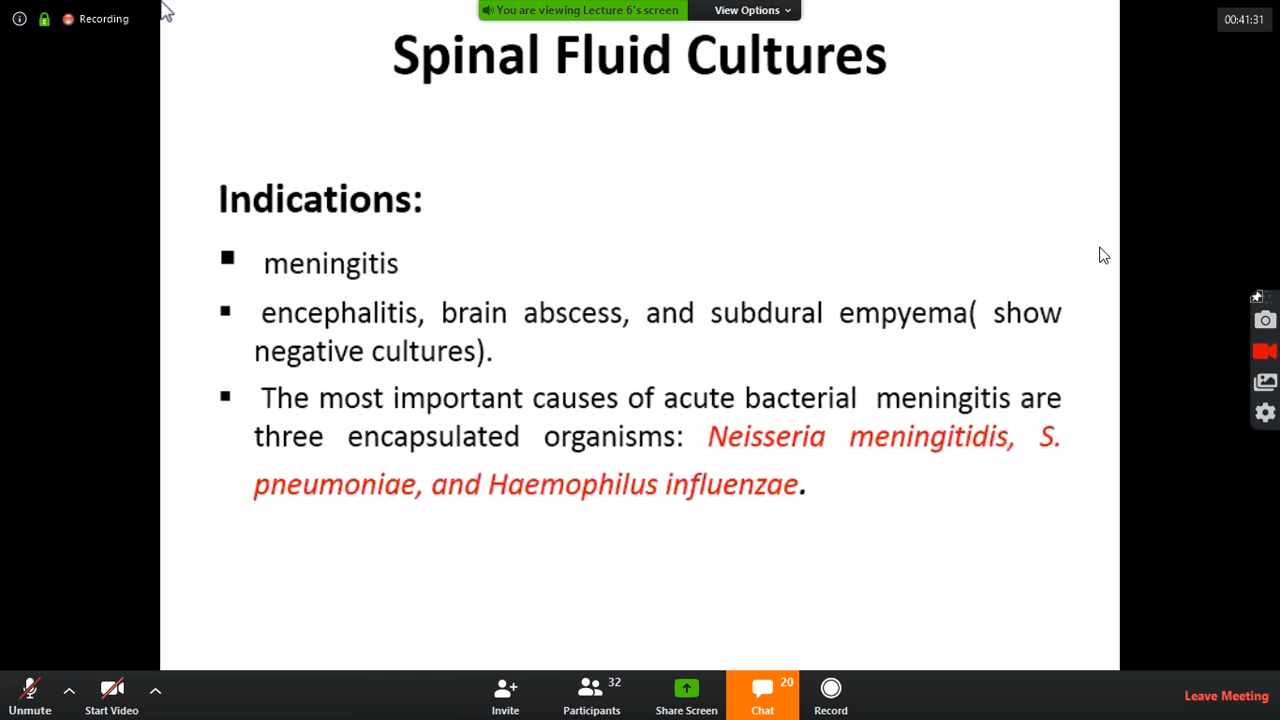 Recording
You are viewing Lecture 6's screen
View Options
00:41:31
Spinal Fluid Cultures
Indications:
▪ meningitis
▪ encephalitis, brain abscess, and subdural empyema( show
negative cultures).
▪ The most important causes of acute bacterial meningitis are
three encapsulated organisms: Neisseria meningitidis, S.
pneumoniae, and Haemophilus influenzae.
Unmute
Start Video
Invite
32
Participants
Share Screen
20
Chat
Record
Leave Meeting